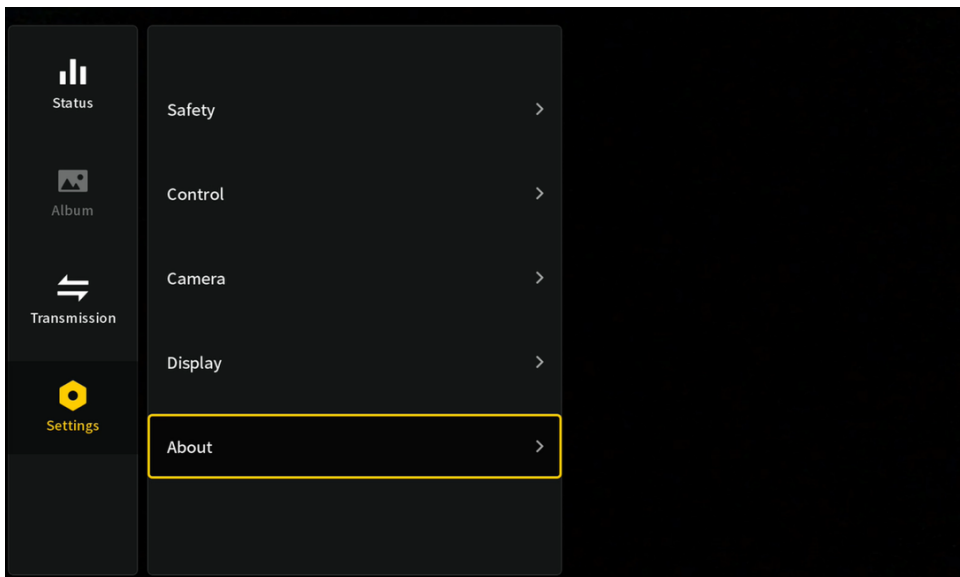 Status
Album
Transmission
Settings
Safety
Control
Camera
Display
About